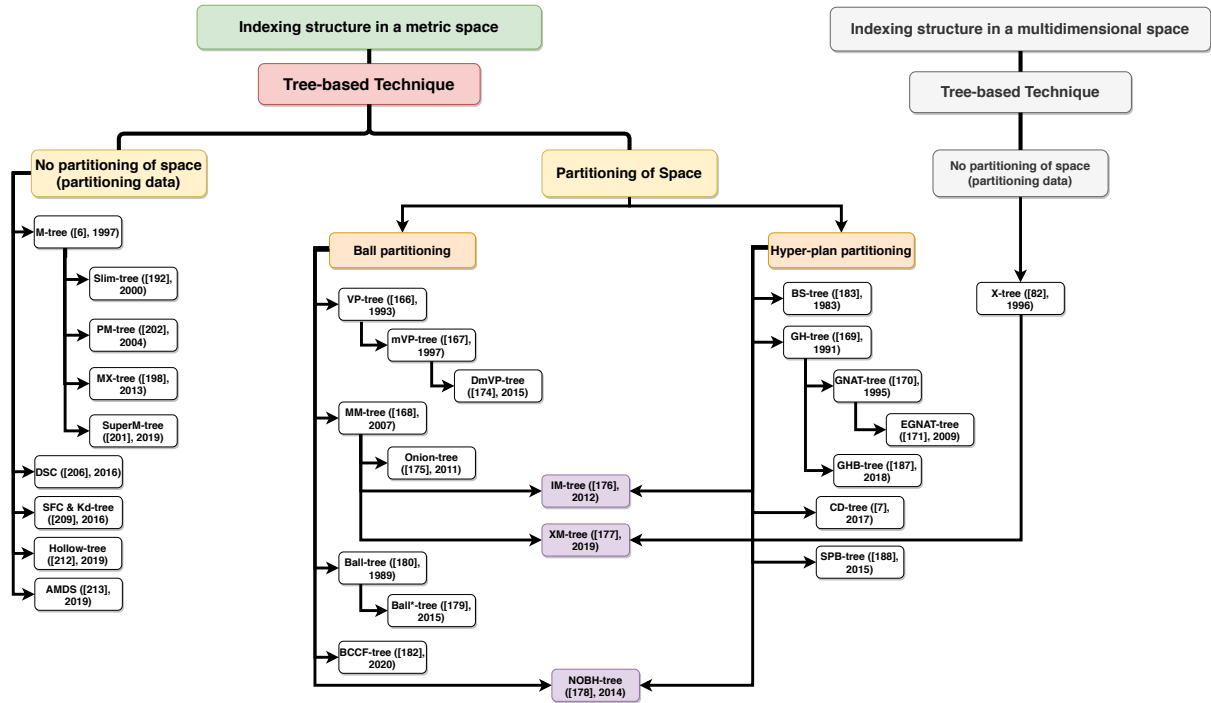 Indexing structure in a metric space
Tree-based Technique
No partitioning of space
(partitioning data)
M-tree ([6], 1997)
Slim-tree ([192],
2000)
PM-tree ([202],
2004)
MX-tree ([198],
2013)
SuperM-tree
([201], 2019)
DSC ([206], 2016)
SFC & Kd-tree
([209], 2016)
Hollow-tree
([212], 2019)
AMDS ([213],
2019)
Partitioning of Space
Ball partitioning
VP-tree ([166],
1993)
mVP-tree ([167],
1997)
DmVP-tree
([174], 2015)
MM-tree ([168],
2007)
Onion-tree
([175], 2011)
IM-tree ([176],
2012)
XM-tree ([177],
2019)
Ball-tree ([180],
1989)
Ball*-tree ([179],
2015)
BCCF-tree ([182],
2020)
NOBH-tree
([178], 2014)
Hyper-plan partitioning
BS-tree ([183],
1983)
GH-tree ([169],
1991)
GNAT-tree ([170],
1995)
EGNAT-tree
([171], 2009)
GHB-tree ([187],
2018)
CD-tree ([7],
2017)
SPB-tree ([188],
2015)
Indexing structure in a multidimensional space
Tree-based Technique
No partitioning of space
(partitioning data)
X-tree ([82],
1996)